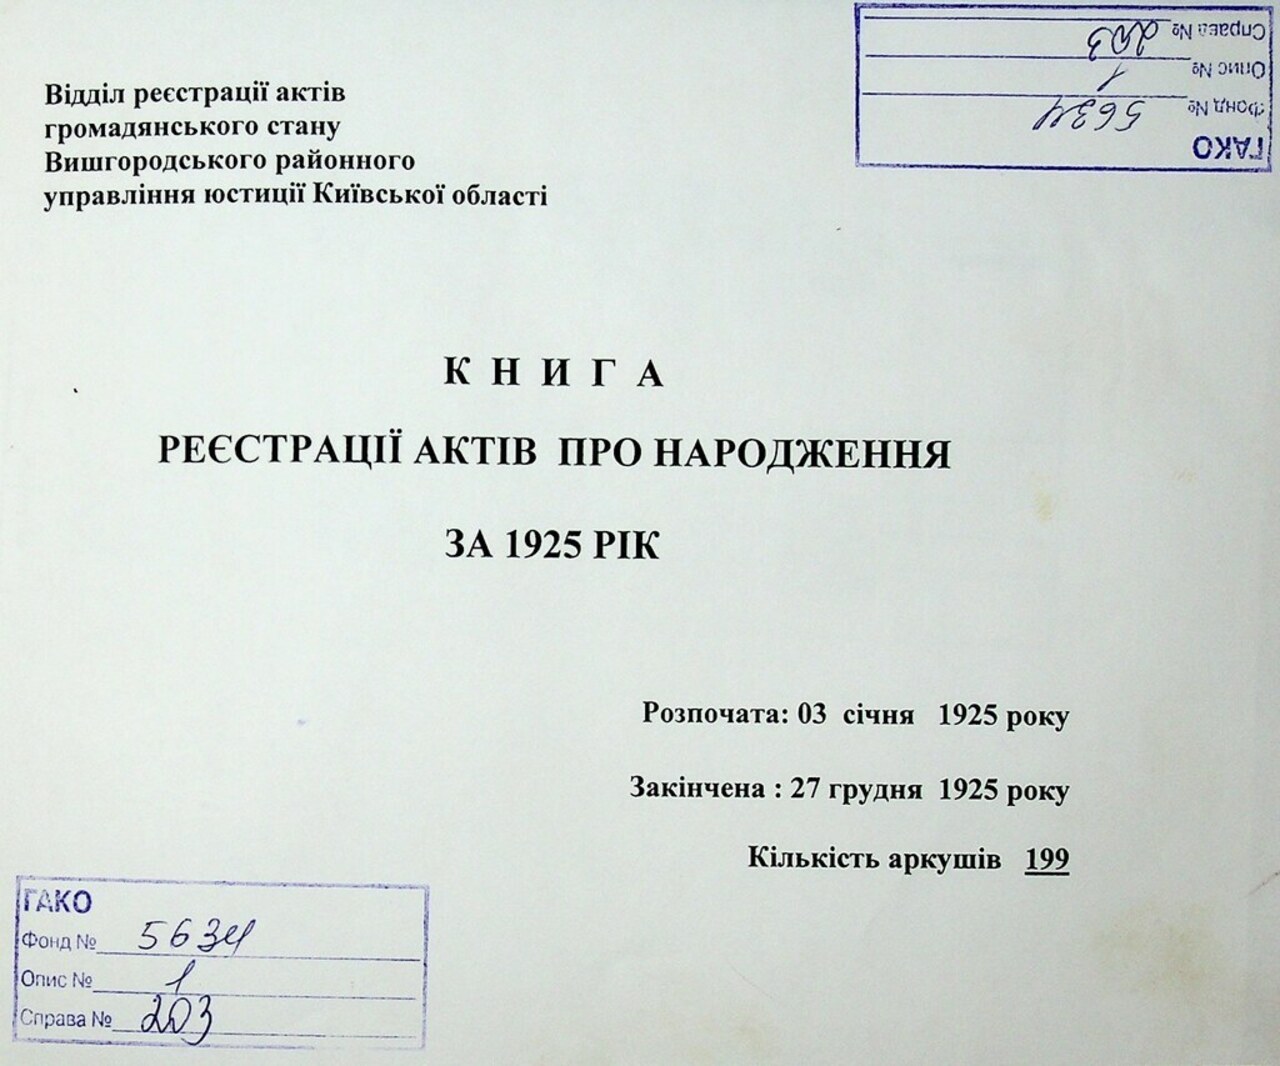 Відділ реєстрації актів
громадянського стану
Вишгородського районного
управління юстиції Київської області
ГАКО
Фонд № 5634
Опис № 1
Справа № 203
К Н И Г А
РЕЄСТРАЦІЇ АКТІВ ПРО НАРОДЖЕННЯ
ЗА 1925 РІК
Розпочата: 03 січня 1925 року
Закінчена : 27 грудня 1925 року
Кількість аркушів 199
ГАКО
Фонд № 5634
Опис № 1
Справа № 203